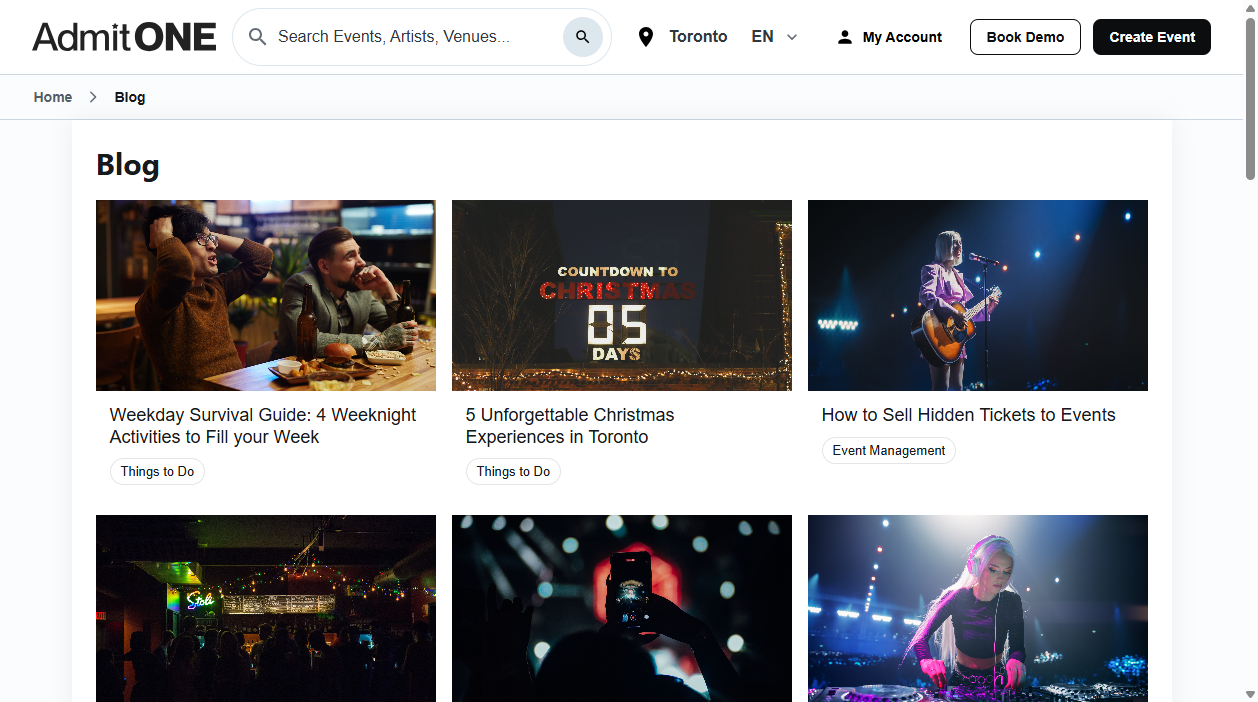 AdmitONE
Search Events, Artists, Venues...
Toronto
EN
My Account
Book Demo
Create Event
Home
Blog
Blog
COUNTDOWN TO
CHRISTMAS
05
DAYS
Weekday Survival Guide: 4 Weeknight
Activities to Fill your Week
Things to Do
5 Unforgettable Christmas
Experiences in Toronto
Things to Do
How to Sell Hidden Tickets to Events
Event Management
Stoli